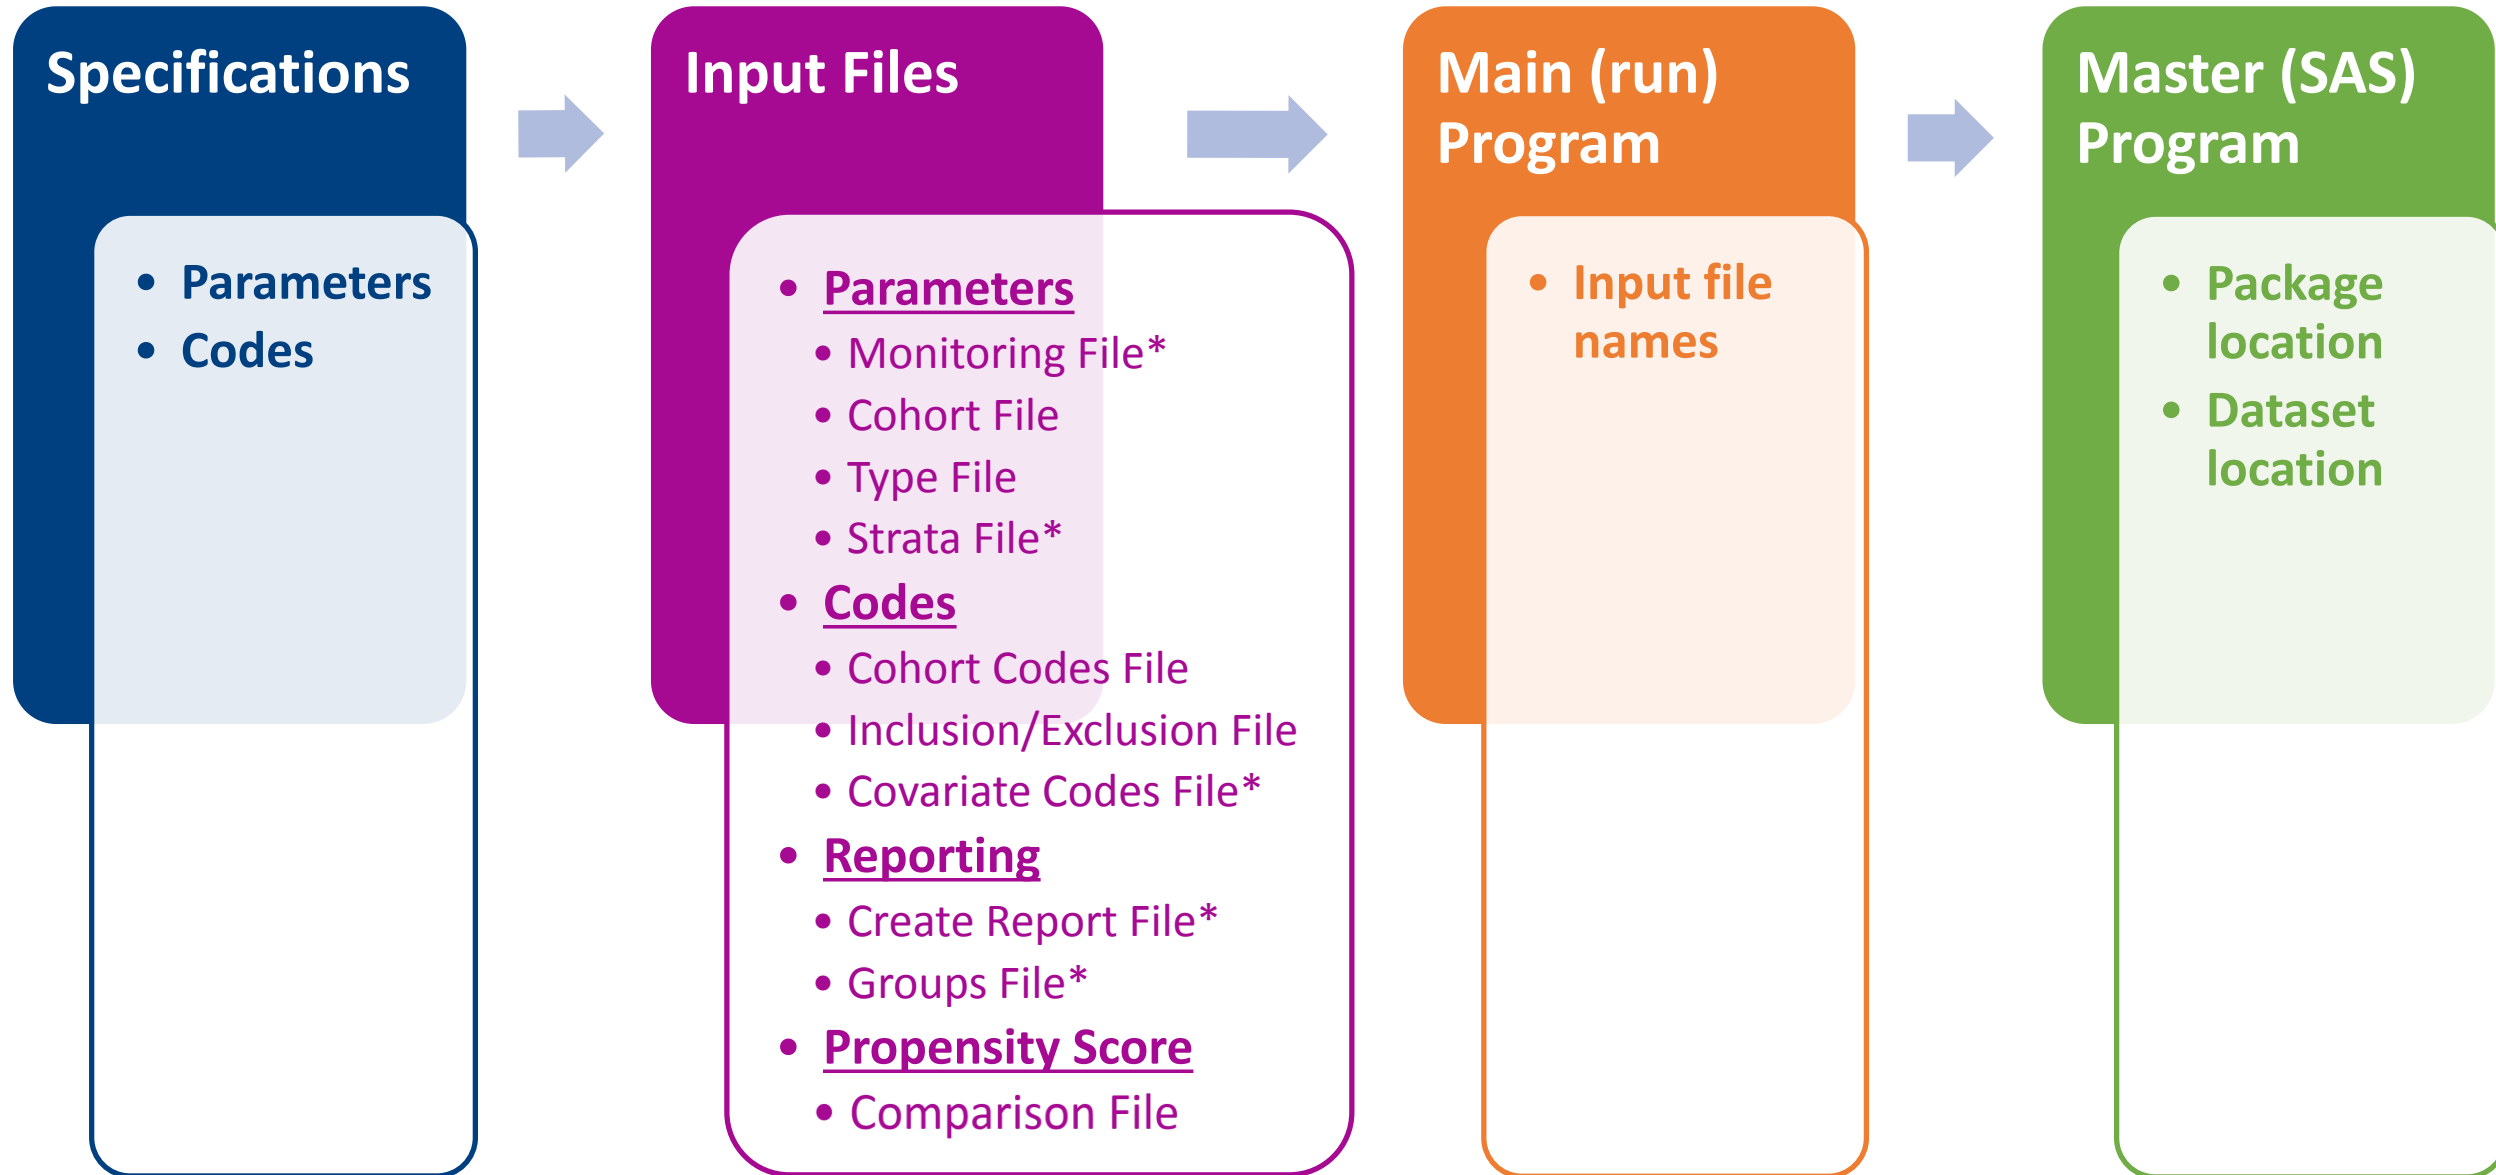 Specifications
• Parameters
• Codes
Input Files
• Parameters
• Monitoring File*
• Cohort File
• Type File
• Strata File*
• Codes
• Cohort Codes File
• Inclusion/Exclusion File
• Covariate Codes File*
• Reporting
• Create Report File*
• Groups File*
• Propensity Score
• Comparison File
Main (run)
Program
• Input file
names
Master (SAS)
Program
• Package
location
• Dataset
location